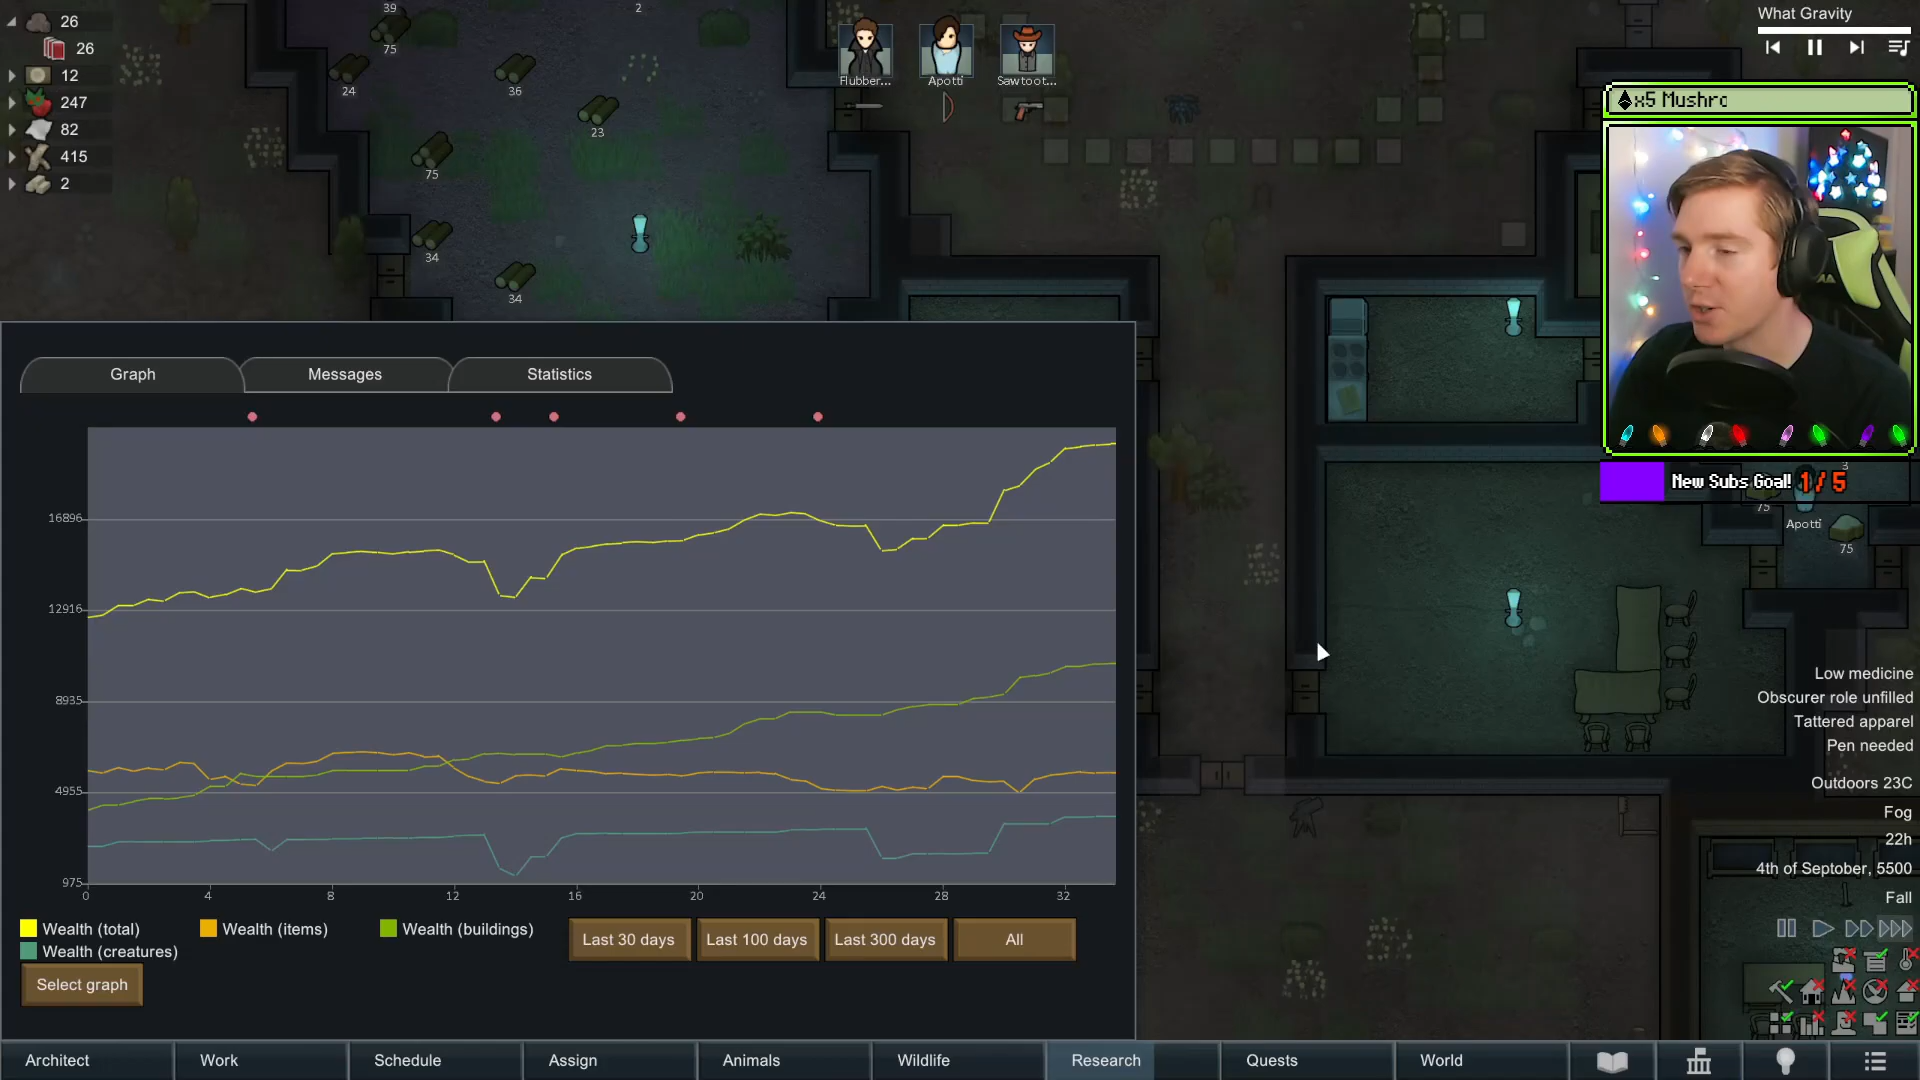 26
26
12
247
82
415
2
39
75
24
36
23
75
34
34
2
Flubber...
Apotti
Sawtoot...
What Gravity
x5 Mushrc
New Subs Goal! 1/5
3
75
Apotti
75
Graph
Messages
Statistics
16896
12916
8935
4955
975
0
4
8
12
16
20
24
28
32
Wealth (total)
Wealth (items)
Wealth (buildings)
Wealth (creatures)
Last 30 days
Last 100 days
Last 300 days
All
Select graph
Low medicine
Obscurer role unfilled
Tattered apparel
Pen needed
Outdoors 23C
Fog
22h
4th of Septober, 5500
Fall
Architect
Work
Schedule
Assign
Animals
Wildlife
Research
Quests
World